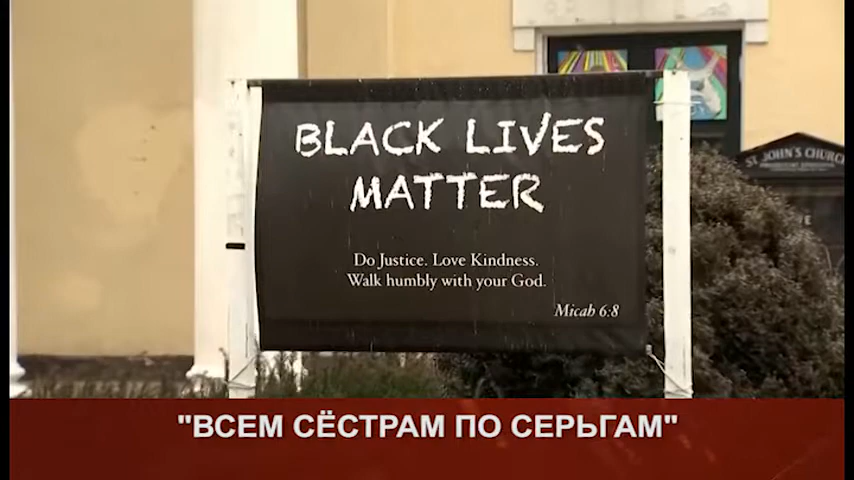 BLACK LIVES
MATTER
Do Justice. Love Kindness.
Walk humbly with your God.
Micah 6:8
ST. JOHN'S CHURCH
"ВСЕМ СЁСТРАМ ПО СЕРЬГАМ"